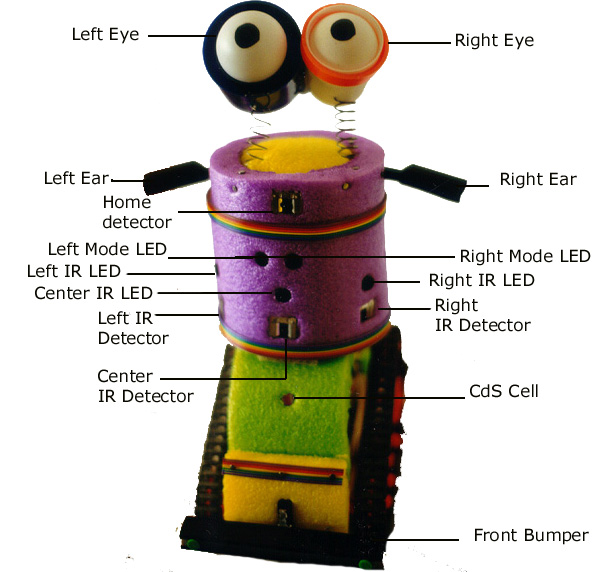 Left Eye
Right Eye
Left Ear
Right Ear
Home
detector
Left Mode LED
Right Mode LED
Left IR LED
Right IR LED
Center IR LED
Left IR
Detector
Right
IR Detector
Center
IR Detector
CdS Cell
Front Bumper